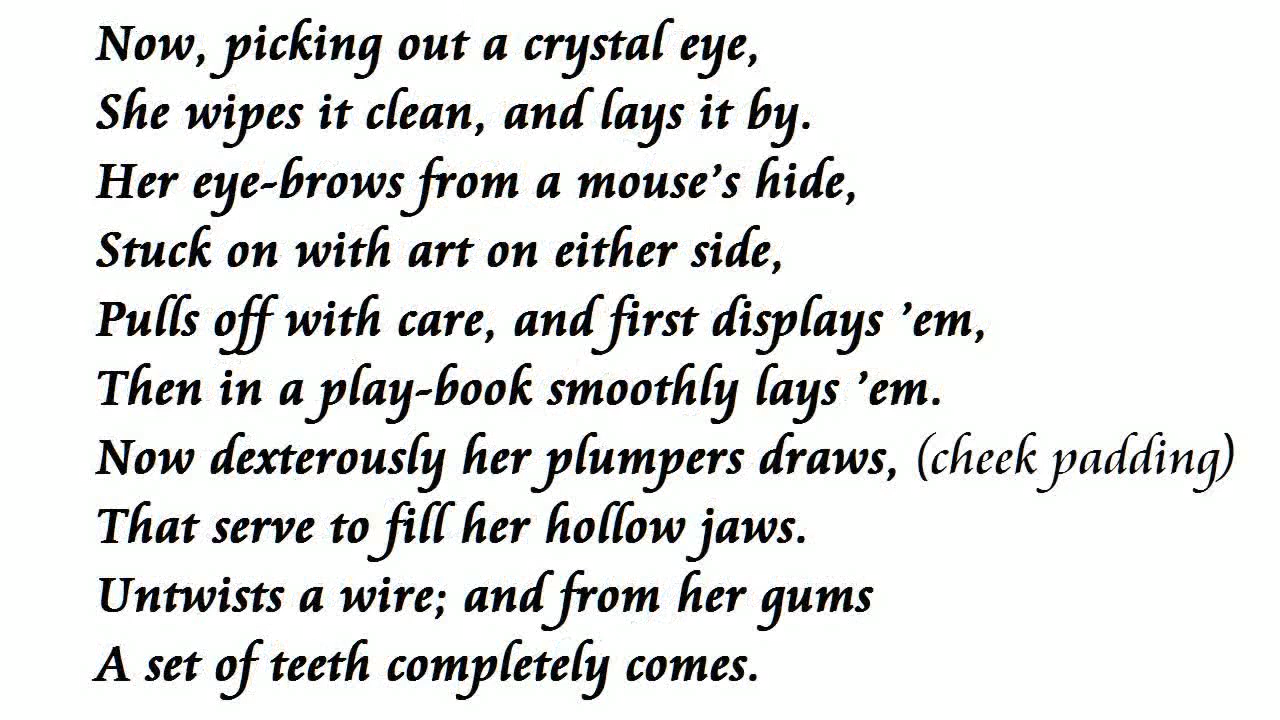 Now, picking out a crystal eye,
She wipes it clean, and lays it by.
Her eye-brows from a mouse’s hide,
Stuck on with art on either side,
Pulls off with care, and first displays ’em,
Then in a play-book smoothly lays ’em.
Now dexterously her plumpers draws, (cheek padding)
That serve to fill her hollow jaws.
Untwists a wire; and from her gums
A set of teeth completely comes.